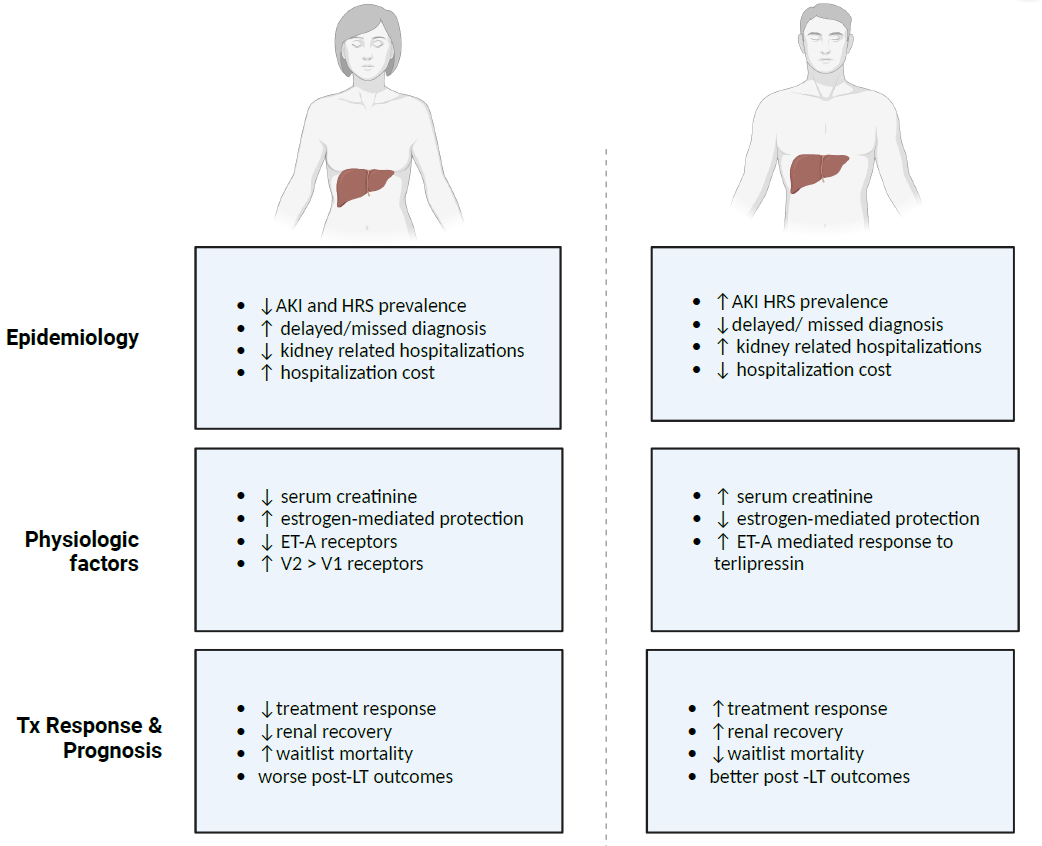 Epidemiology
• ↓ AKI and HRS prevalence
• ↑ delayed/missed diagnosis
• ↓ kidney related hospitalizations
• ↑ hospitalization cost
• ↑ AKI HRS prevalence
• ↓ delayed/ missed diagnosis
• ↑ kidney related hospitalizations
• ↓ hospitalization cost
Physiologic
factors
• ↓ serum creatinine
• ↑ estrogen-mediated protection
• ↓ ET-A receptors
• ↑ V2 > V1 receptors
• ↑ serum creatinine
• ↓ estrogen-mediated protection
• ↑ ET-A mediated response to
terlipressin
Tx Response &
Prognosis
• ↓ treatment response
• ↓ renal recovery
• ↑ waitlist mortality
• worse post-LT outcomes
• ↑ treatment response
• ↑ renal recovery
• ↓ waitlist mortality
• better post -LT outcomes